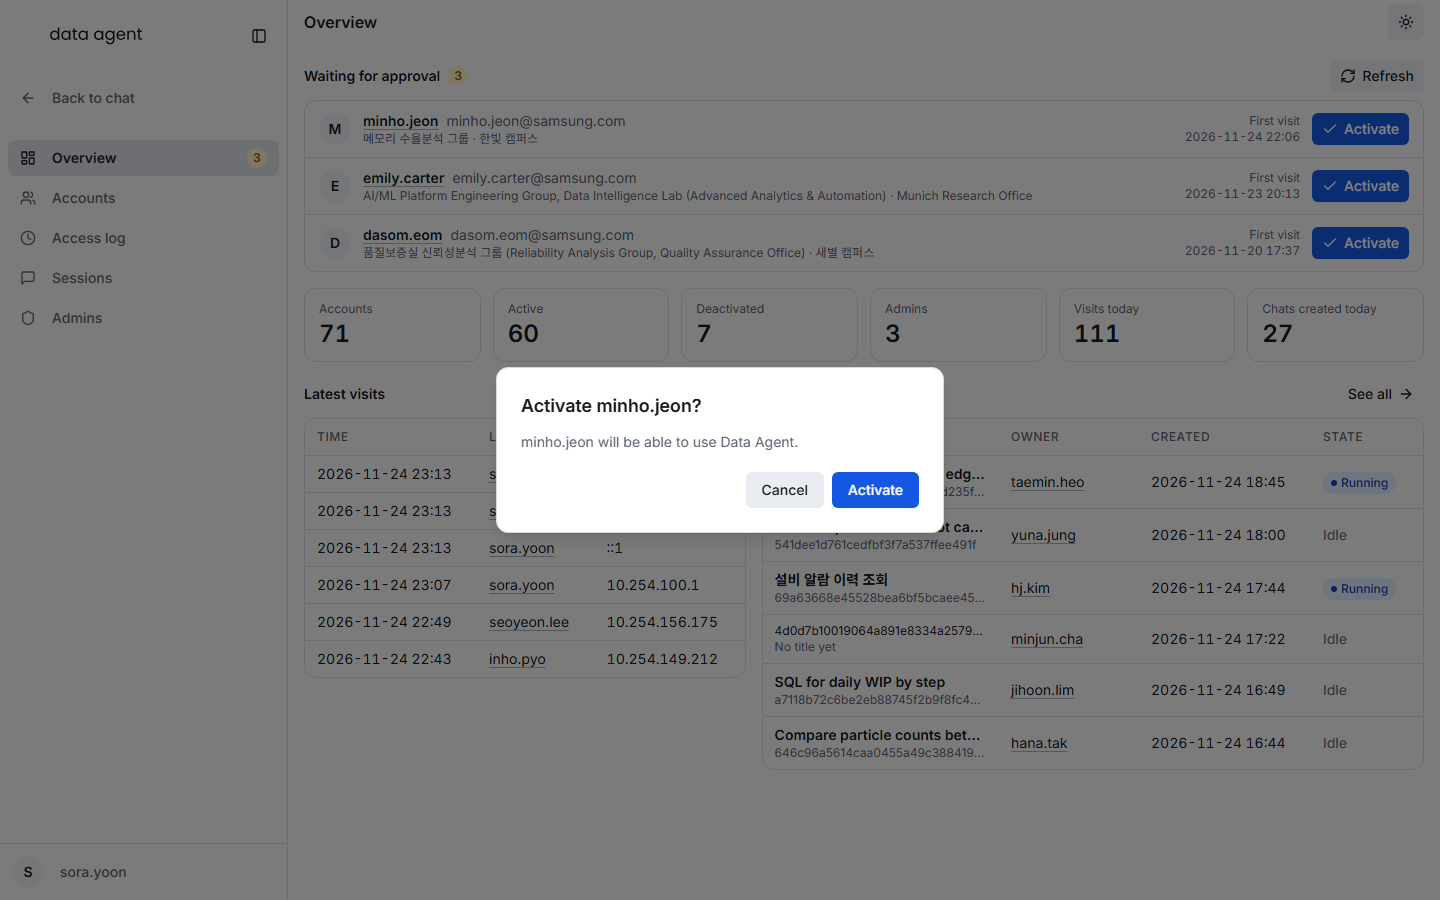 data agent
Back to chat
Overview 3
Accounts
Access log
Sessions
Admins
S sora.yoon
Overview
Waiting for approval 3
Refresh
M minho.jeon minho.jeon@samsung.com
메모리 수율분석 그룹 · 한빛 캠퍼스
First visit
2026-11-24 22:06
Activate
E emily.carter emily.carter@samsung.com
AI/ML Platform Engineering Group, Data Intelligence Lab (Advanced Analytics & Automation) · Munich Research Office
First visit
2026-11-23 20:13
Activate
D dasom.eom dasom.eom@samsung.com
품질보증실 신뢰성분석 그룹 (Reliability Analysis Group, Quality Assurance Office) · 새별 캠퍼스
First visit
2026-11-20 17:37
Activate
Accounts
71
Active
60
Deactivated
7
Admins
3
Visits today
111
Chats created today
27
Activate minho.jeon?
minho.jeon will be able to use Data Agent.
Cancel
Activate
Latest visits
TIME
2026-11-24 23:13
2026-11-24 23:13
2026-11-24 23:13 sora.yoon ::1
2026-11-24 23:07 sora.yoon 10.254.100.1
2026-11-24 22:49 seoyeon.lee 10.254.156.175
2026-11-24 22:43 inho.pyo 10.254.149.212
See all
OWNER CREATED STATE
edg... taemin.heo 2026-11-24 18:45 Running
d235f...
ca... yuna.jung 2026-11-24 18:00 Idle
541dee1d761cedfbf3f7a537ffee491f
설비 알람 이력 조회 hj.kim 2026-11-24 17:44 Running
69a63668e45528bea6bf5bcaee45...
4d0d7b10019064a891e8334a2579... minjun.cha 2026-11-24 17:22 Idle
No title yet
SQL for daily WIP by step jihoon.lim 2026-11-24 16:49 Idle
a7118b72c6be2eb88745f2b9f8fc4...
Compare particle counts bet... hana.tak 2026-11-24 16:44 Idle
646c96a5614caa0455a49c388419...